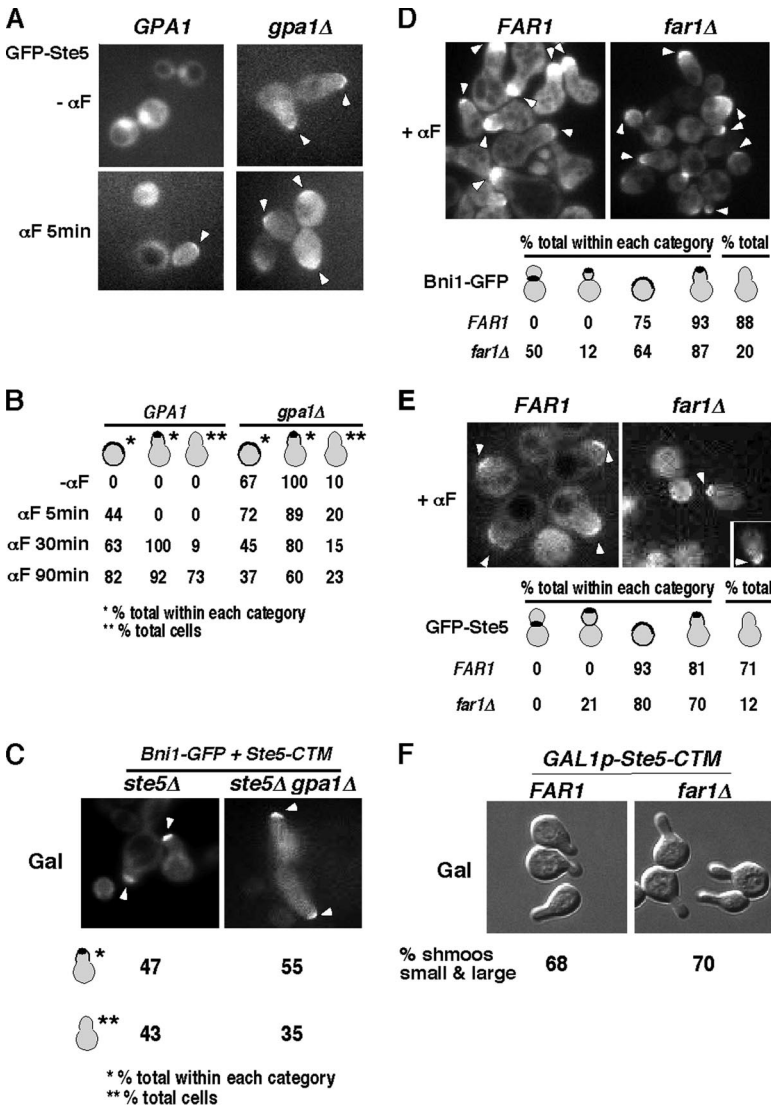 A
GPA1 gpa1Δ
GFP-Ste5
- αF
αF 5min
B
GPA1 gpa1Δ
* * ** * * **
-αF 0 0 0 67 100 10
αF 5min 44 0 0 72 89 20
αF 30min 63 100 9 45 80 15
αF 90min 82 92 73 37 60 23
* % total within each category
** % total cells
C
Bni1-GFP + Ste5-CTM
ste5Δ ste5Δ gpa1Δ
Gal
* 47 55
** 43 35
* % total within each category
** % total cells
D
FAR1 far1Δ
+ αF
% total within each category % total
Bni1-GFP
FAR1 0 0 75 93 88
far1Δ 50 12 64 87 20
E
FAR1 far1Δ
+ αF
% total within each category % total
GFP-Ste5
FAR1 0 0 93 81 71
far1Δ 0 21 80 70 12
F
GAL1p-Ste5-CTM
FAR1 far1Δ
Gal
% shmoos
small & large 68 70